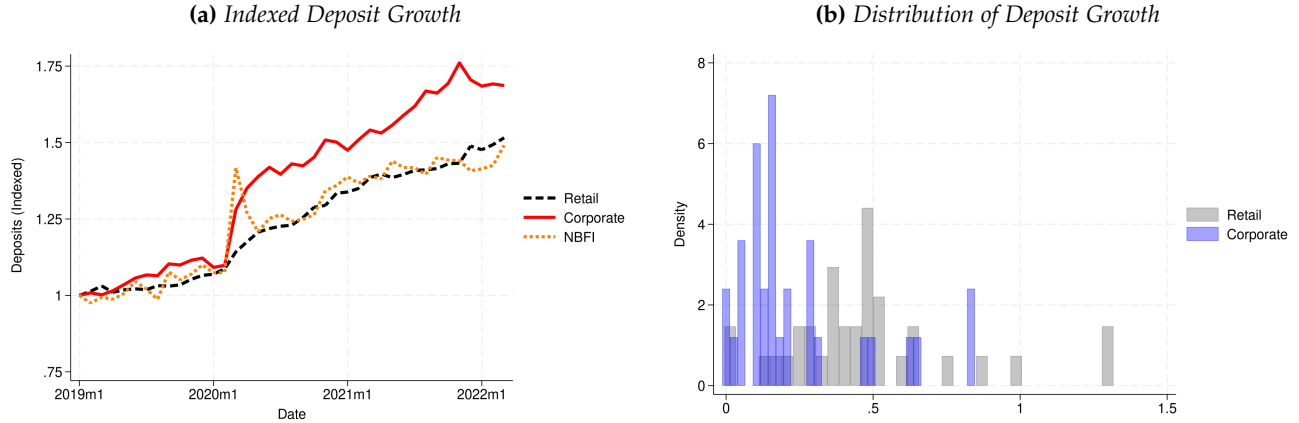 (a) Indexed Deposit Growth
1.75
1.5
1.25
1
.75
Deposits (Indexed)
2019m1
2020m1
2021m1
2022m1
Date
Retail
Corporate
NBFI
(b) Distribution of Deposit Growth
8
6
4
2
0
Density
0
.5
1
1.5
Retail
Corporate